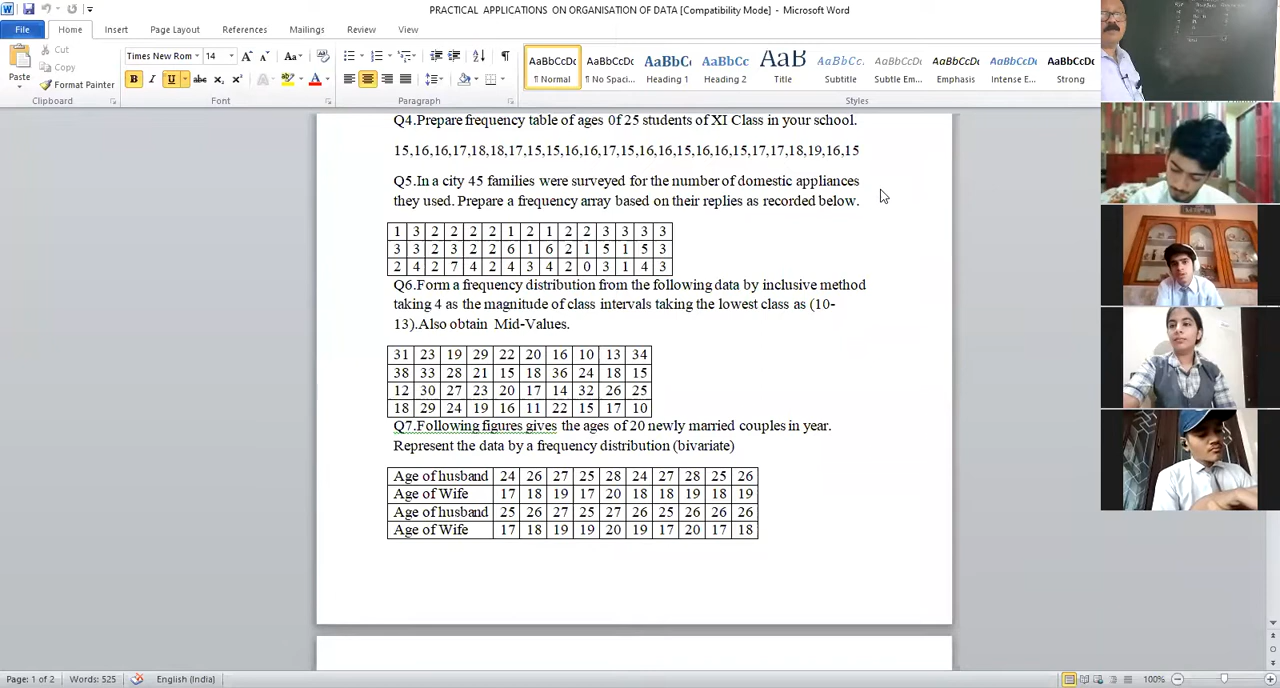 PRACTICAL APPLICATIONS ON ORGANISATION OF DATA [Compatibility Mode] - Microsoft Word
File Home Insert Page Layout References Mailings Review View
Paste Cut Copy Format Painter
Times New Rom 14
AaBbCcDc AaBbCcDc AaBbC AaBbCc AaB AaBbCc. AaBbCcDc AaBbCcDc AaBbCcDc AaBbCcDc
¶ Normal ¶ No Spaci... Heading 1 Heading 2 Title Subtitle Subtle Em... Emphasis Intense E... Strong
Clipboard Font Paragraph Styles
Q4.Prepare frequency table of ages 0f 25 students of XI Class in your school.
15,16,16,17,18,18,17,15,15,16,16,17,15,16,16,15,16,16,15,17,17,18,19,16,15
Q5.In a city 45 families were surveyed for the number of domestic appliances
they used. Prepare a frequency array based on their replies as recorded below.
1 3 2 2 2 2 1 2 1 2 2 3 3 3 3
3 3 2 3 2 2 6 1 6 2 1 5 1 5 3
2 4 2 7 4 2 4 3 4 2 0 3 1 4 3
Q6.Form a frequency distribution from the following data by inclusive method
taking 4 as the magnitude of class intervals taking the lowest class as (10-
13).Also obtain Mid-Values.
31 23 19 29 22 20 16 10 13 34
38 33 28 21 15 18 36 24 18 15
12 30 27 23 20 17 14 32 26 25
18 29 24 19 16 11 22 15 17 10
Q7.Following figures gives the ages of 20 newly married couples in year.
Represent the data by a frequency distribution (bivariate)
Age of husband 24 26 27 25 28 24 27 28 25 26
Age of Wife 17 18 19 17 20 18 18 19 18 19
Age of husband 25 26 27 25 27 26 25 26 26 26
Age of Wife 17 18 19 19 20 19 17 20 17 18
Page: 1 of 2 Words: 525 English (India) 100%